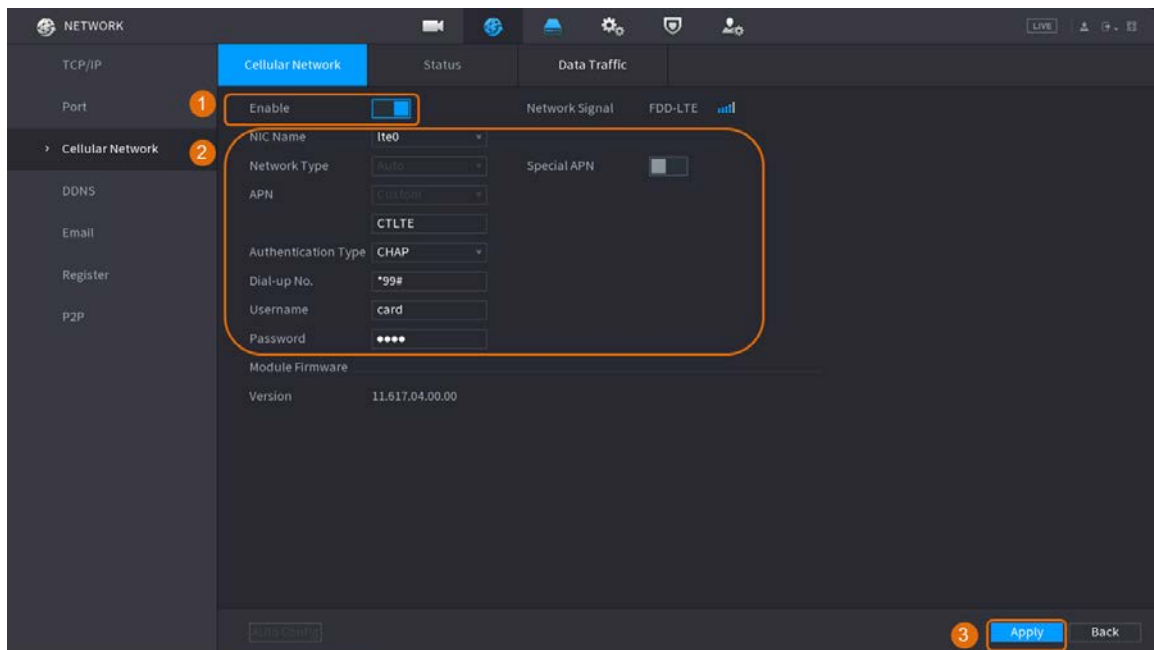 NETWORK
LIVE
TCP/IP
Port
Cellular Network
DDNS
Email
Register
P2P
Cellular Network Status Data Traffic
1 Enable Network Signal FDD-LTE
2
NIC Name lte0
Network Type Auto Special APN
APN Custom
CTLTE
Authentication Type CHAP
Dial-up No. *99#
Username card
Password ••••
Module Firmware
Version 11.617.04.00.00
Auto Config 3 Apply Back